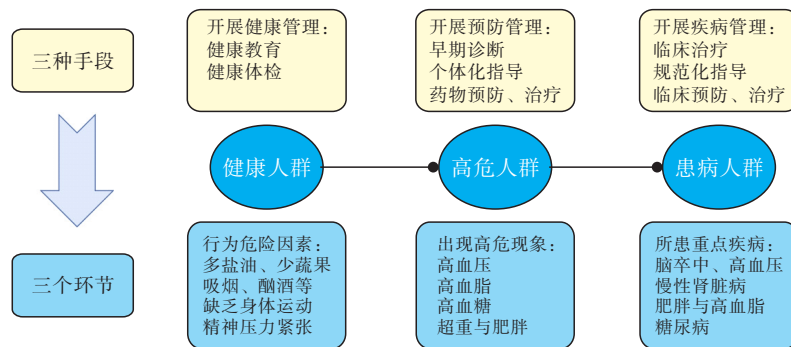 三种手段
开展健康管理：
健康教育
健康体检
开展预防管理：
早期诊断
个体化指导
药物预防、治疗
开展疾病管理：
临床治疗
规范化指导
临床预防、治疗
健康人群
高危人群
患病人群
三个环节
行为危险因素：
多盐油、少蔬果
吸烟、酗酒等
缺乏身体运动
精神压力紧张
出现高危现象：
高血压
高血脂
高血糖
超重与肥胖
所患重点疾病：
脑卒中、高血压
慢性肾脏病
肥胖与高血脂
糖尿病